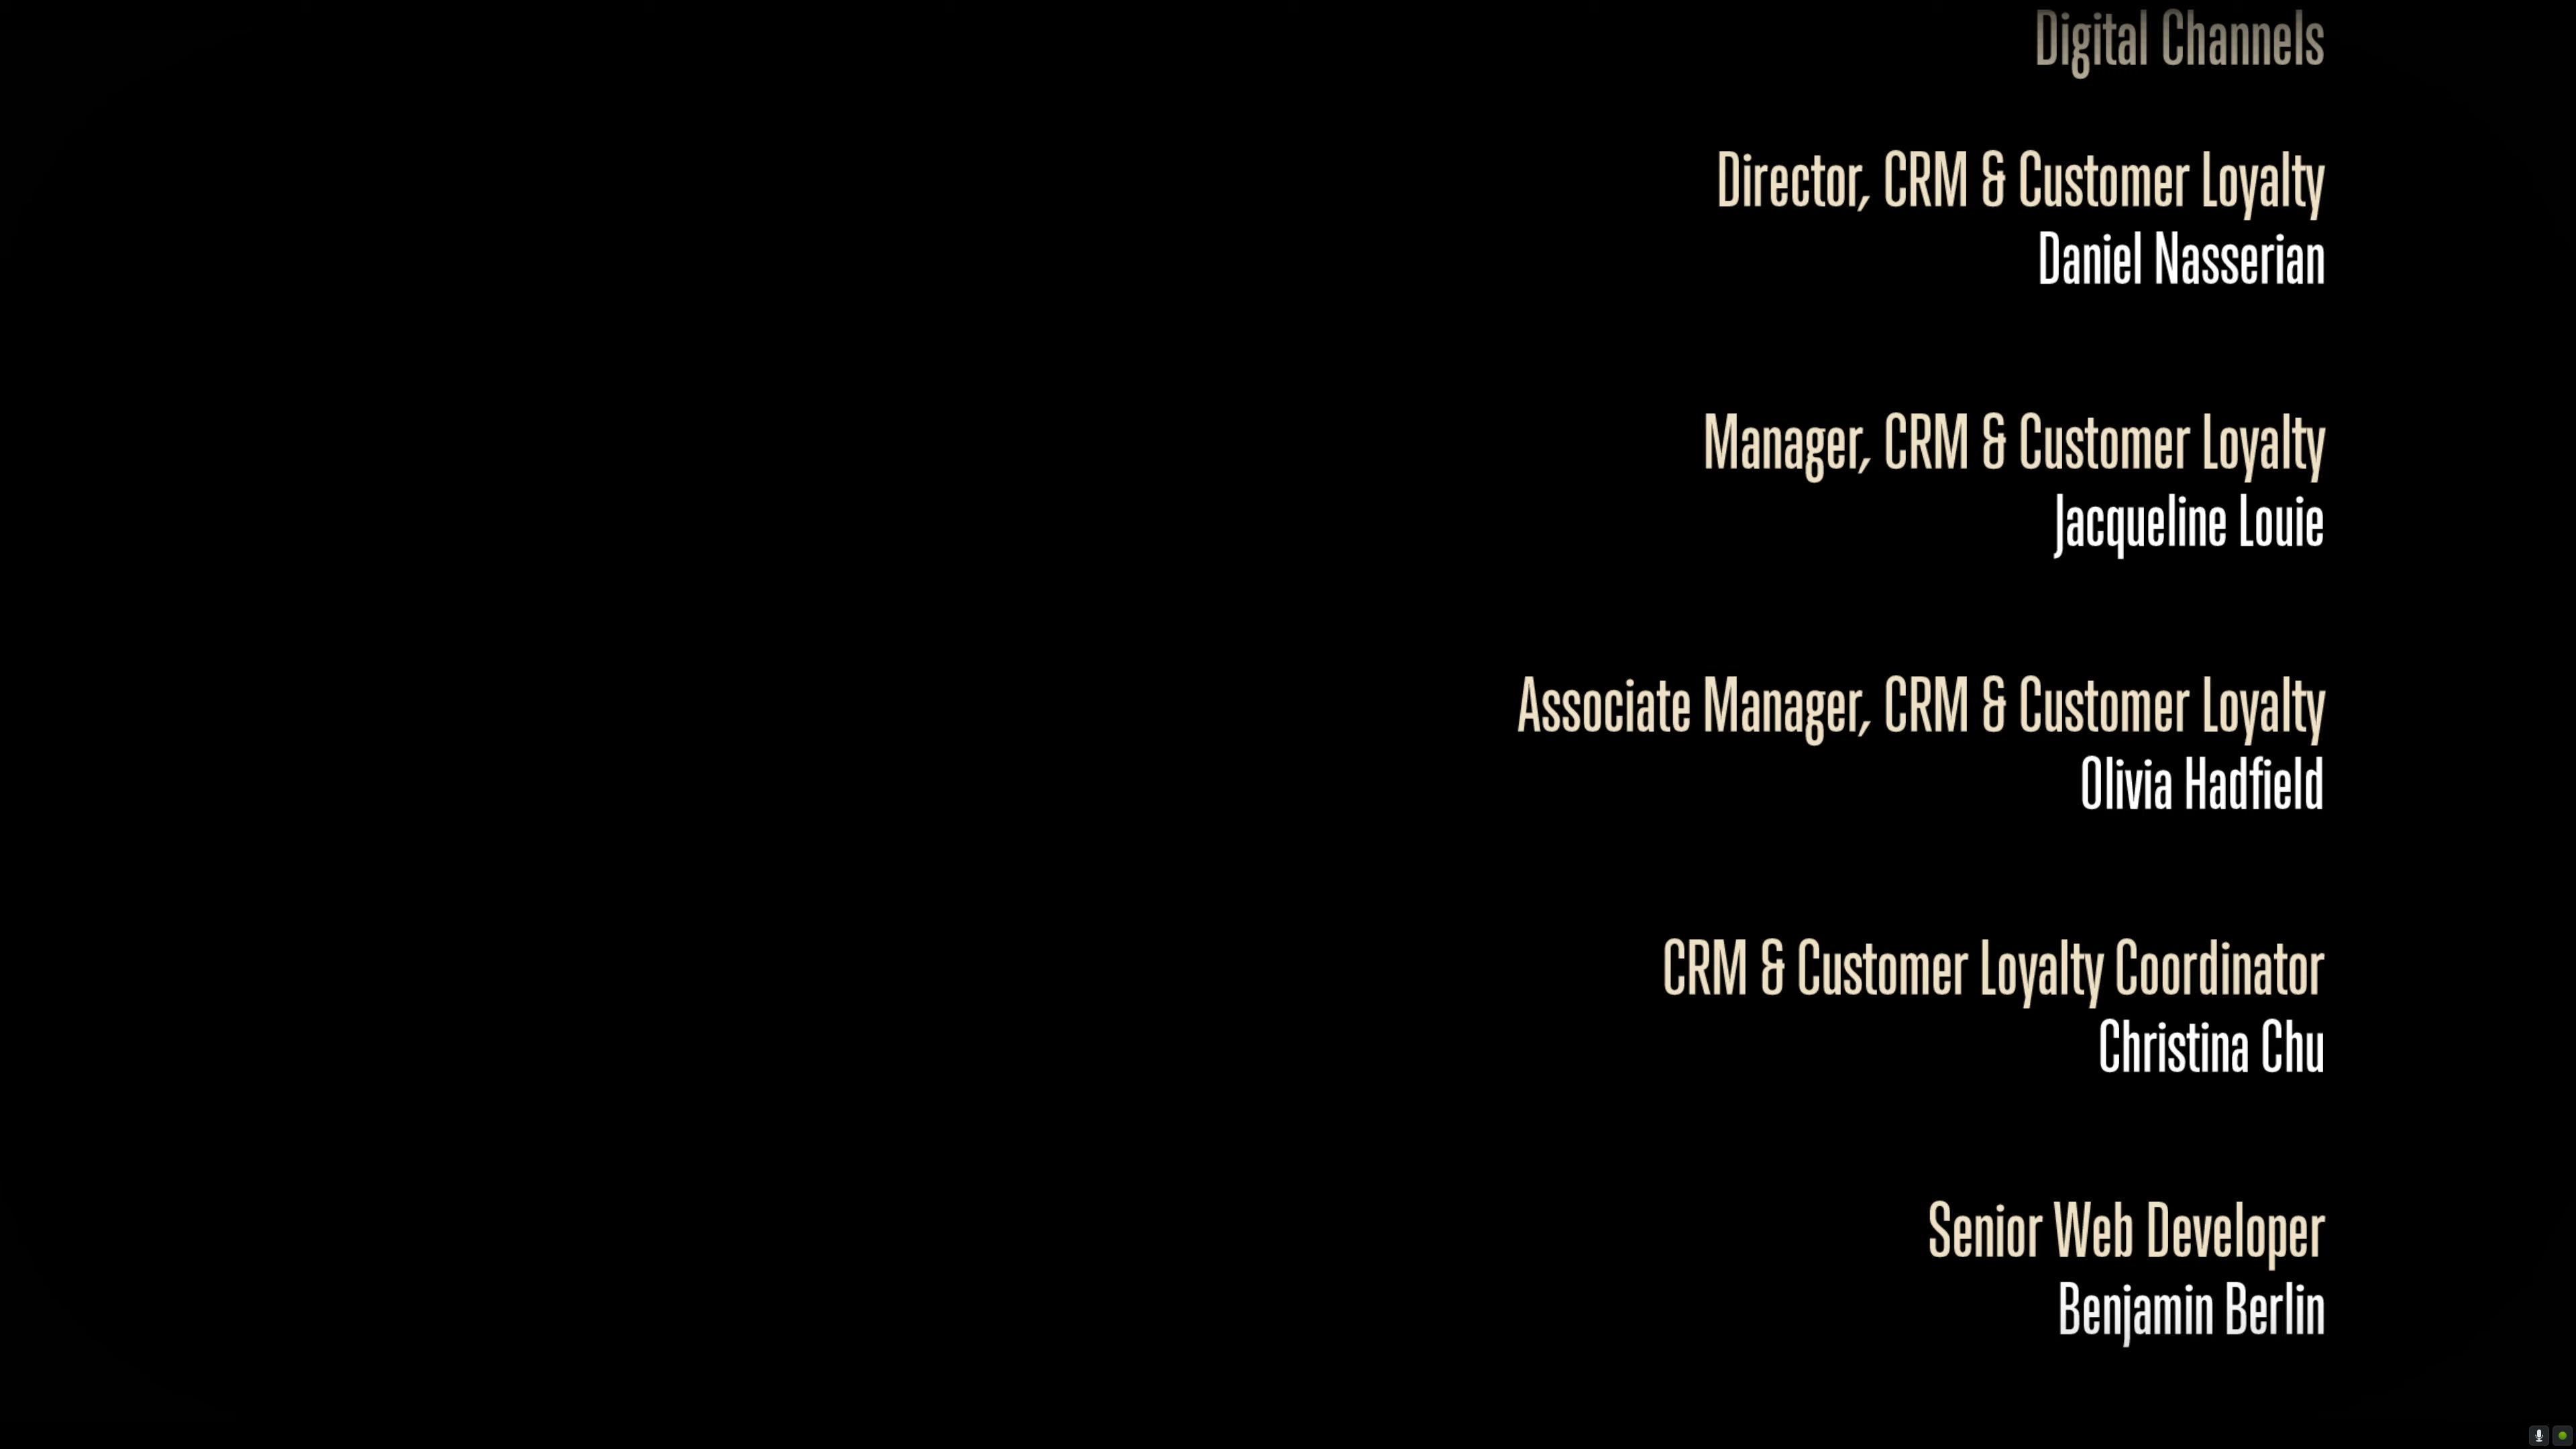 Digital Channels
Director, CRM & Customer Loyalty
Daniel Nasserian
Manager, CRM & Customer Loyalty
Jacqueline Louie
Associate Manager, CRM & Customer Loyalty
Olivia Hadfield
CRM & Customer Loyalty Coordinator
Christina Chu
Senior Web Developer
Benjamin Berlin